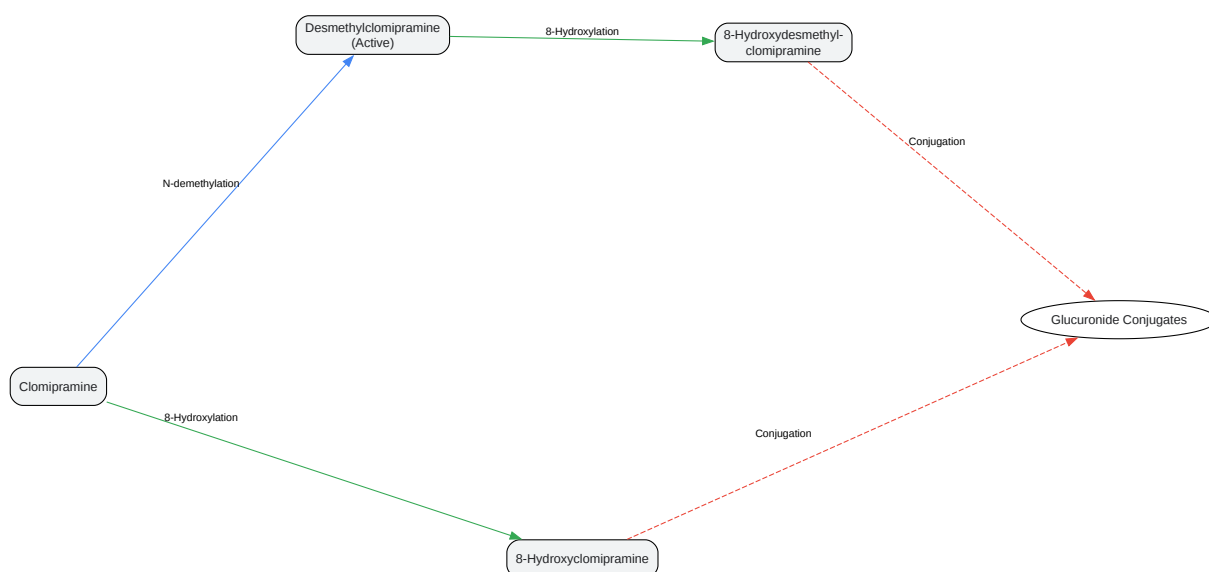 Desmethylclomipramine
(Active)
8-Hydroxylation
8-Hydroxydesmethyl-
clomipramine
Conjugation
N-demethylation
Glucuronide Conjugates
Clomipramine
8-Hydroxylation
Conjugation
8-Hydroxyclomipramine